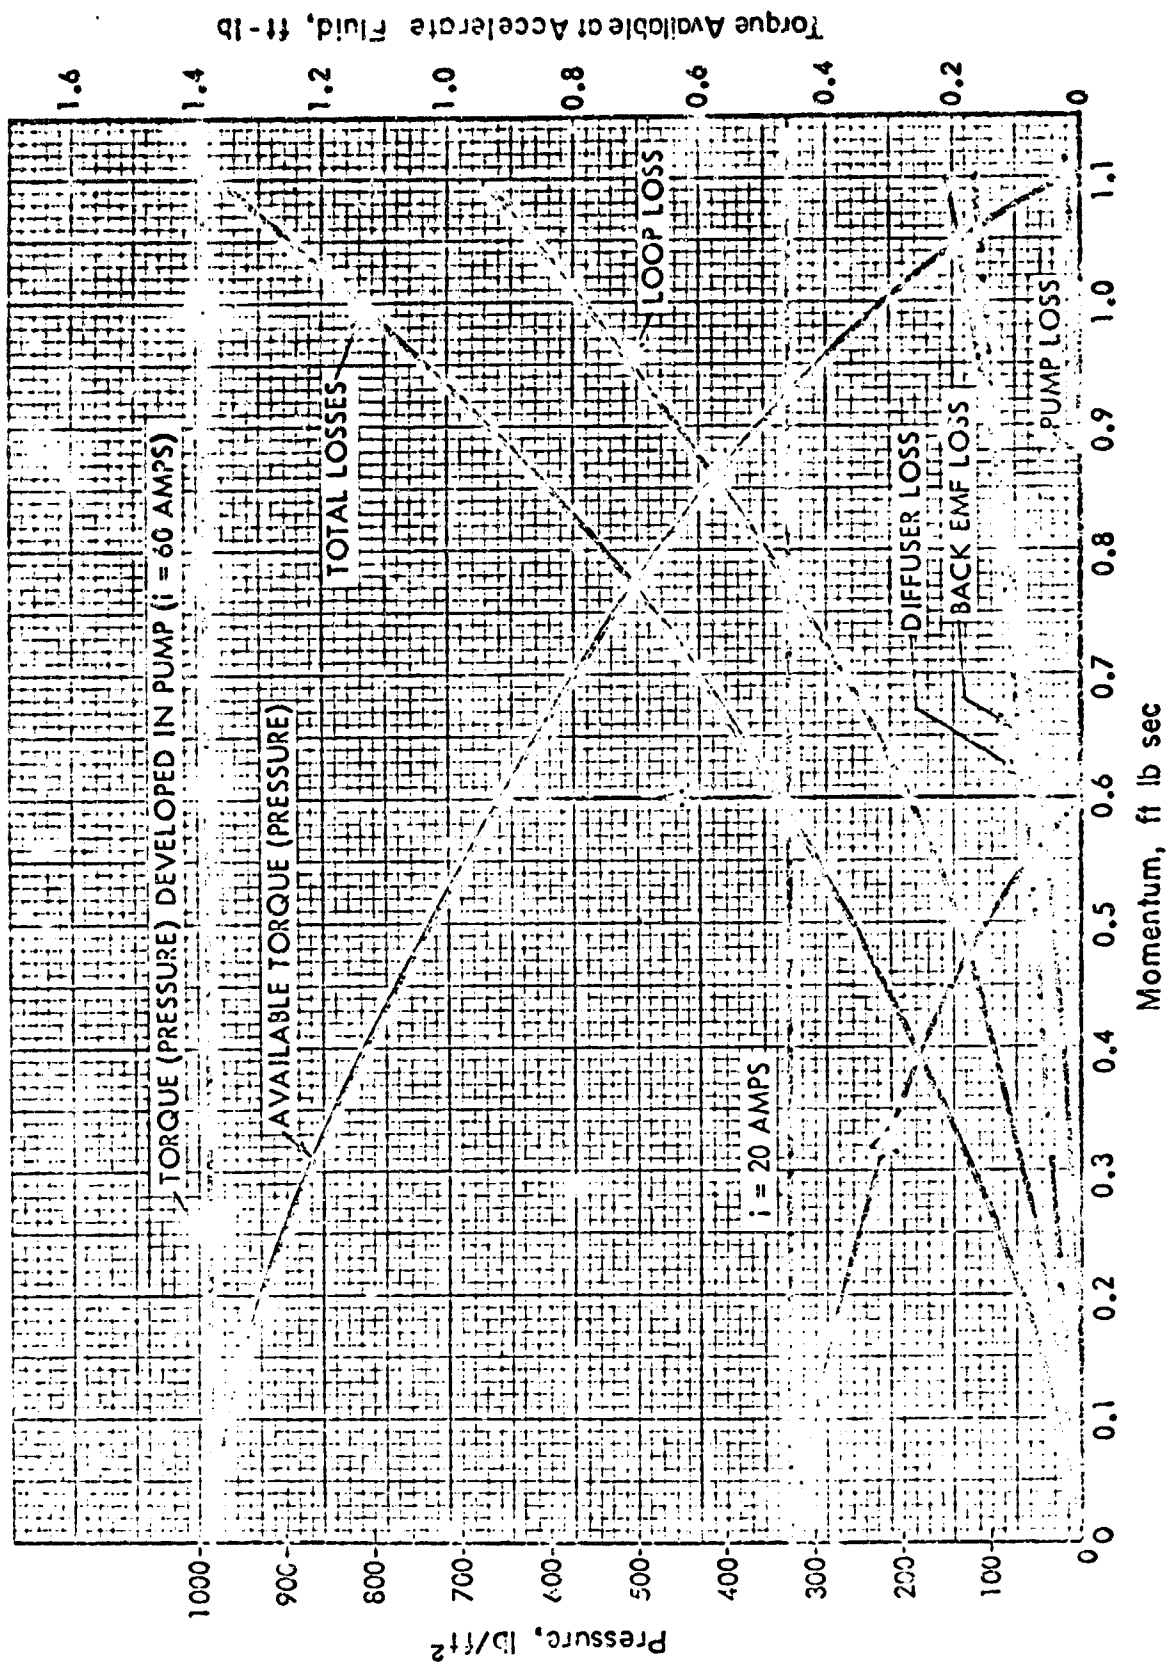 Torque Available at Accelerate Fluid, ft-lb
1.6
1.4
1.2
1.0
0.8
0.6
0.4
0.2
0
TORQUE (PRESSURE) DEVELOPED IN PUMP (i = 60 AMPS)
AVAILABLE TORQUE (PRESSURE)
TOTAL LOSSES
LOOP LOSS
i = 20 AMPS
DIFFUSER LOSS
BACK EMF LOSS
PUMP LOSS
1000
900
800
700
600
500
400
300
200
100
0
Pressure, lb/ft²
0
0.1
0.2
0.3
0.4
0.5
0.6
0.7
0.8
0.9
1.0
1.1
Momentum, ft lb sec